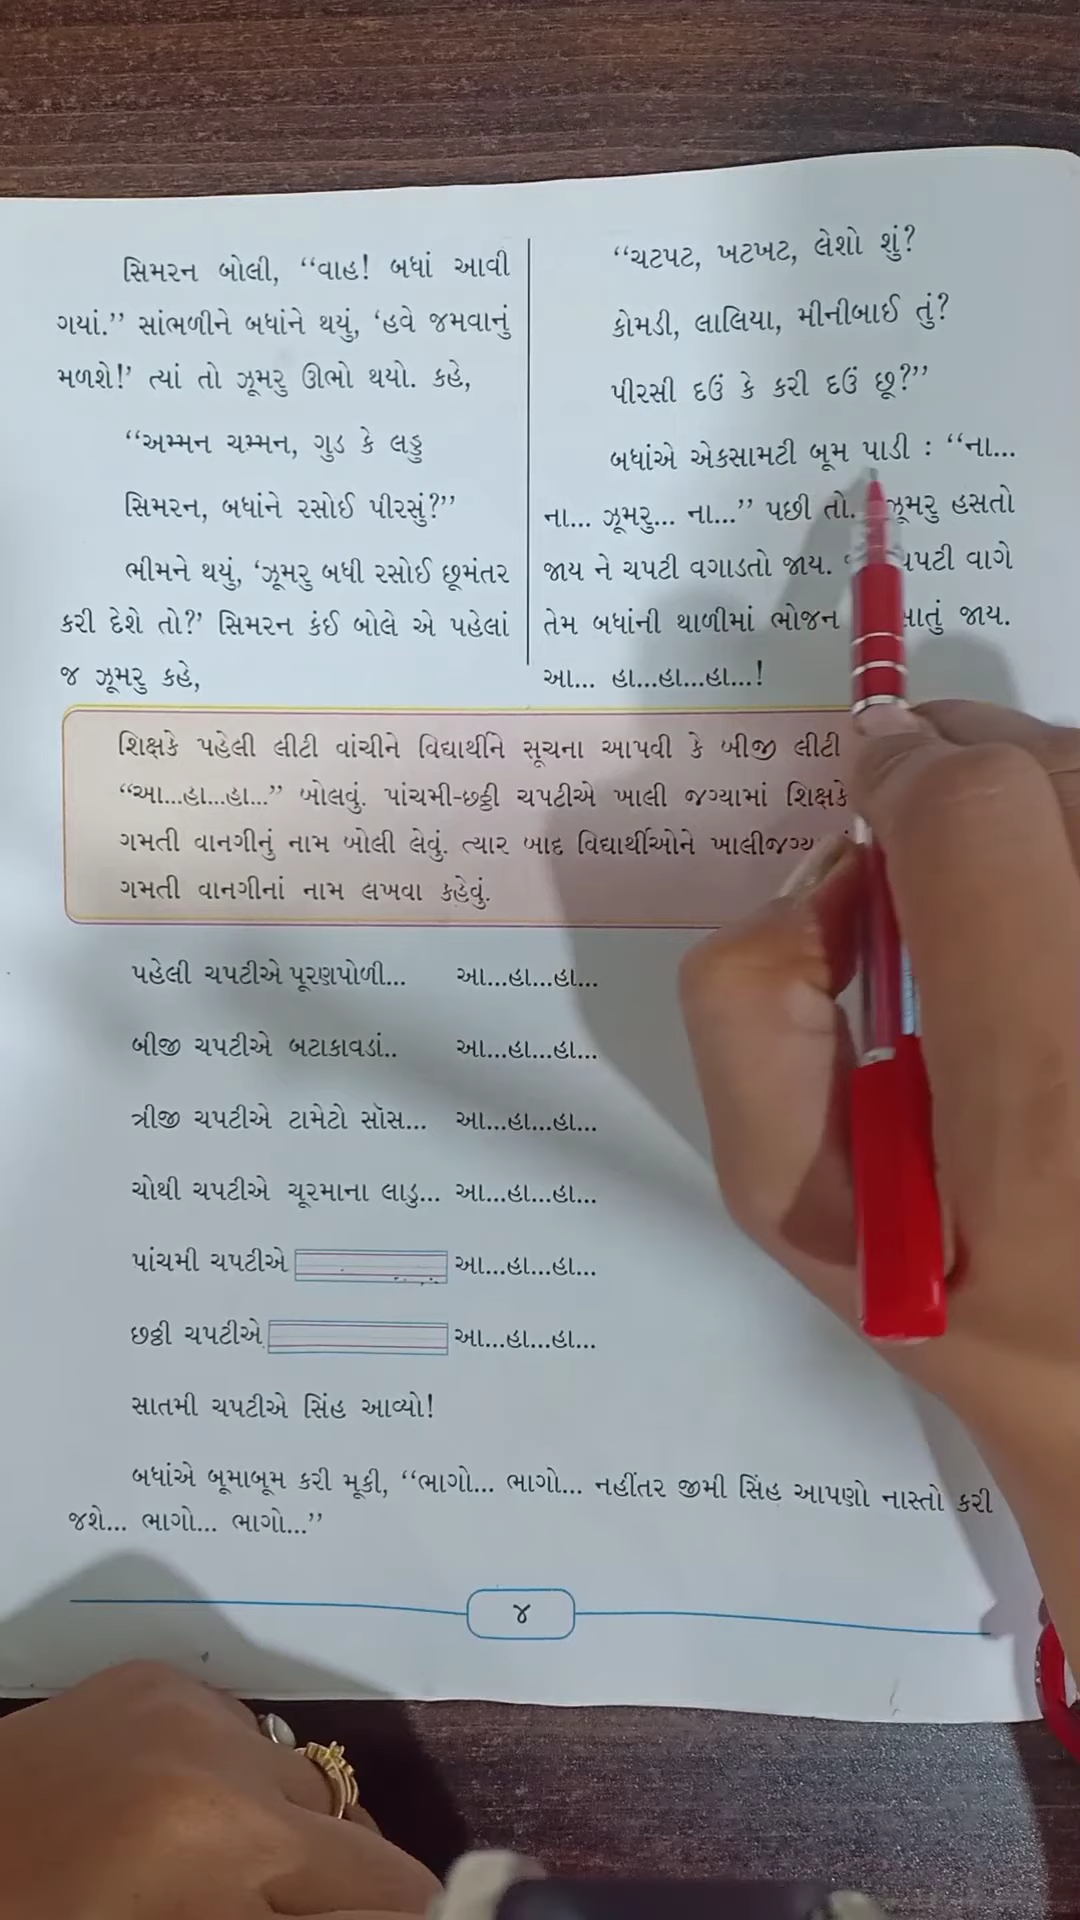 સિમરન બોલી, “વાહ! બધાં આવી
ગયાં.” સાંભળીને બધાંને થયું, ‘હવે જમવાનું
મળશે!’ ત્યાં તો ઝૂમરુ ઊભો થયો. કહે,
“અમ્મન ચમ્મન, ગુડ કે લડ્ડુ
સિમરન, બધાંને રસોઈ પીરસું?”
ભીમને થયું, ‘ઝૂમરુ બધી રસોઈ છૂમંતર
કરી દેશે તો?’ સિમરન કંઈ બોલે એ પહેલાં
જ ઝૂમરુ કહે,
“ચટપટ, ખટખટ, લેશો શું?
કોમડી, લાલિયા, મીનીબાઈ તું?
પીરસી દઉં કે કરી દઉં છૂ?”
બધાંએ એકસામટી બૂમ પાડી : “ના...
ના... ઝૂમરુ... ના...” પછી તો. ઝૂમરુ હસતો
જાય ને ચપટી વગાડતો જાય. ચપટી વાગે
તેમ બધાંની થાળીમાં ભોજન જાય.
આ... હા...હા...હા...!
શિક્ષકે પહેલી લીટી વાંચીને વિદ્યાર્થીને સૂચના આપવી કે બીજી લીટી
“આ...હા...હા...” બોલવું. પાંચમી-છઠ્ઠી ચપટીએ ખાલી જગ્યામાં શિક્ષકે
ગમતી વાનગીનું નામ બોલી લેવું. ત્યાર બાદ વિદ્યાર્થીઓને
ગમતી વાનગીનાં નામ લખવા કહેવું.
પહેલી ચપટીએ પૂરણપોળી... આ...હા...હા...
બીજી ચપટીએ બટાકાવડાં.. આ...હા...હા...
ત્રીજી ચપટીએ ટામેટો સૉસ... આ...હા...હા...
ચોથી ચપટીએ ચૂરમાના લાડુ... આ...હા...હા...
પાંચમી ચપટીએ આ...હા...હા...
છઠ્ઠી ચપટીએ આ...હા...હા...
સાતમી ચપટીએ સિંહ આવ્યો!
બધાંએ બૂમાબૂમ કરી મૂકી, “ભાગો... ભાગો... નહીંતર જીમી સિંહ આપણો નાસ્તો કરી
જશે... ભાગો... ભાગો...”
૪